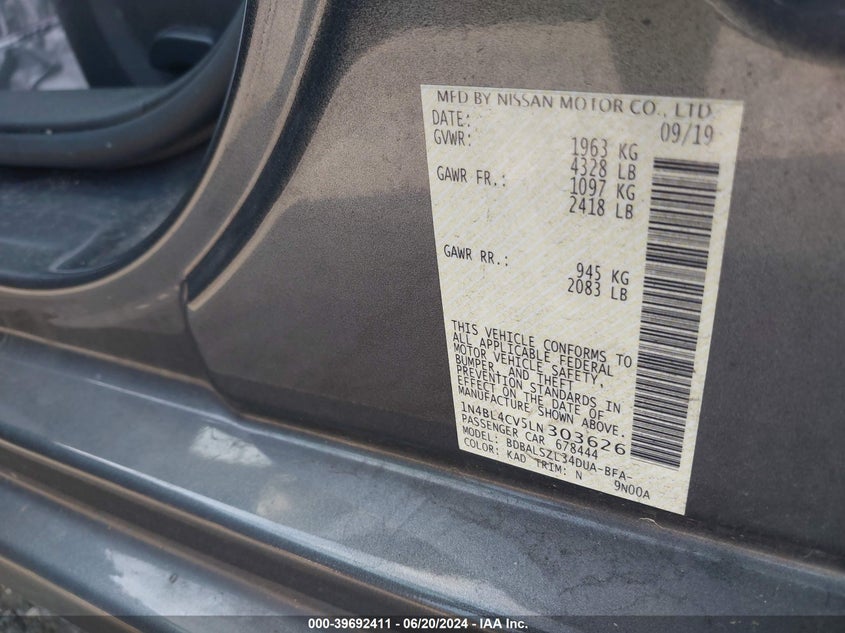 MFD BY NISSAN MOTOR CO., LTD
DATE: 09/19
GVWR: 1963 KG
4328 LB
GAWR FR.: 1097 KG
2418 LB
GAWR RR.: 945 KG
2083 LB
THIS VEHICLE CONFORMS TO
ALL APPLICABLE FEDERAL
MOTOR VEHICLE SAFETY,
BUMPER, AND THEFT
PREVENTION STANDARDS IN
EFFECT ON THE DATE OF
MANUFACTURE SHOWN ABOVE.
1N4BL4CV5LN303626
PASSENGER CAR 678444
MODEL: BDBALSZL34DUA-BFA-
COLOR: KAD TRIM: N 9N00A
000-39692411 - 06/20/2024 - IAA Inc.